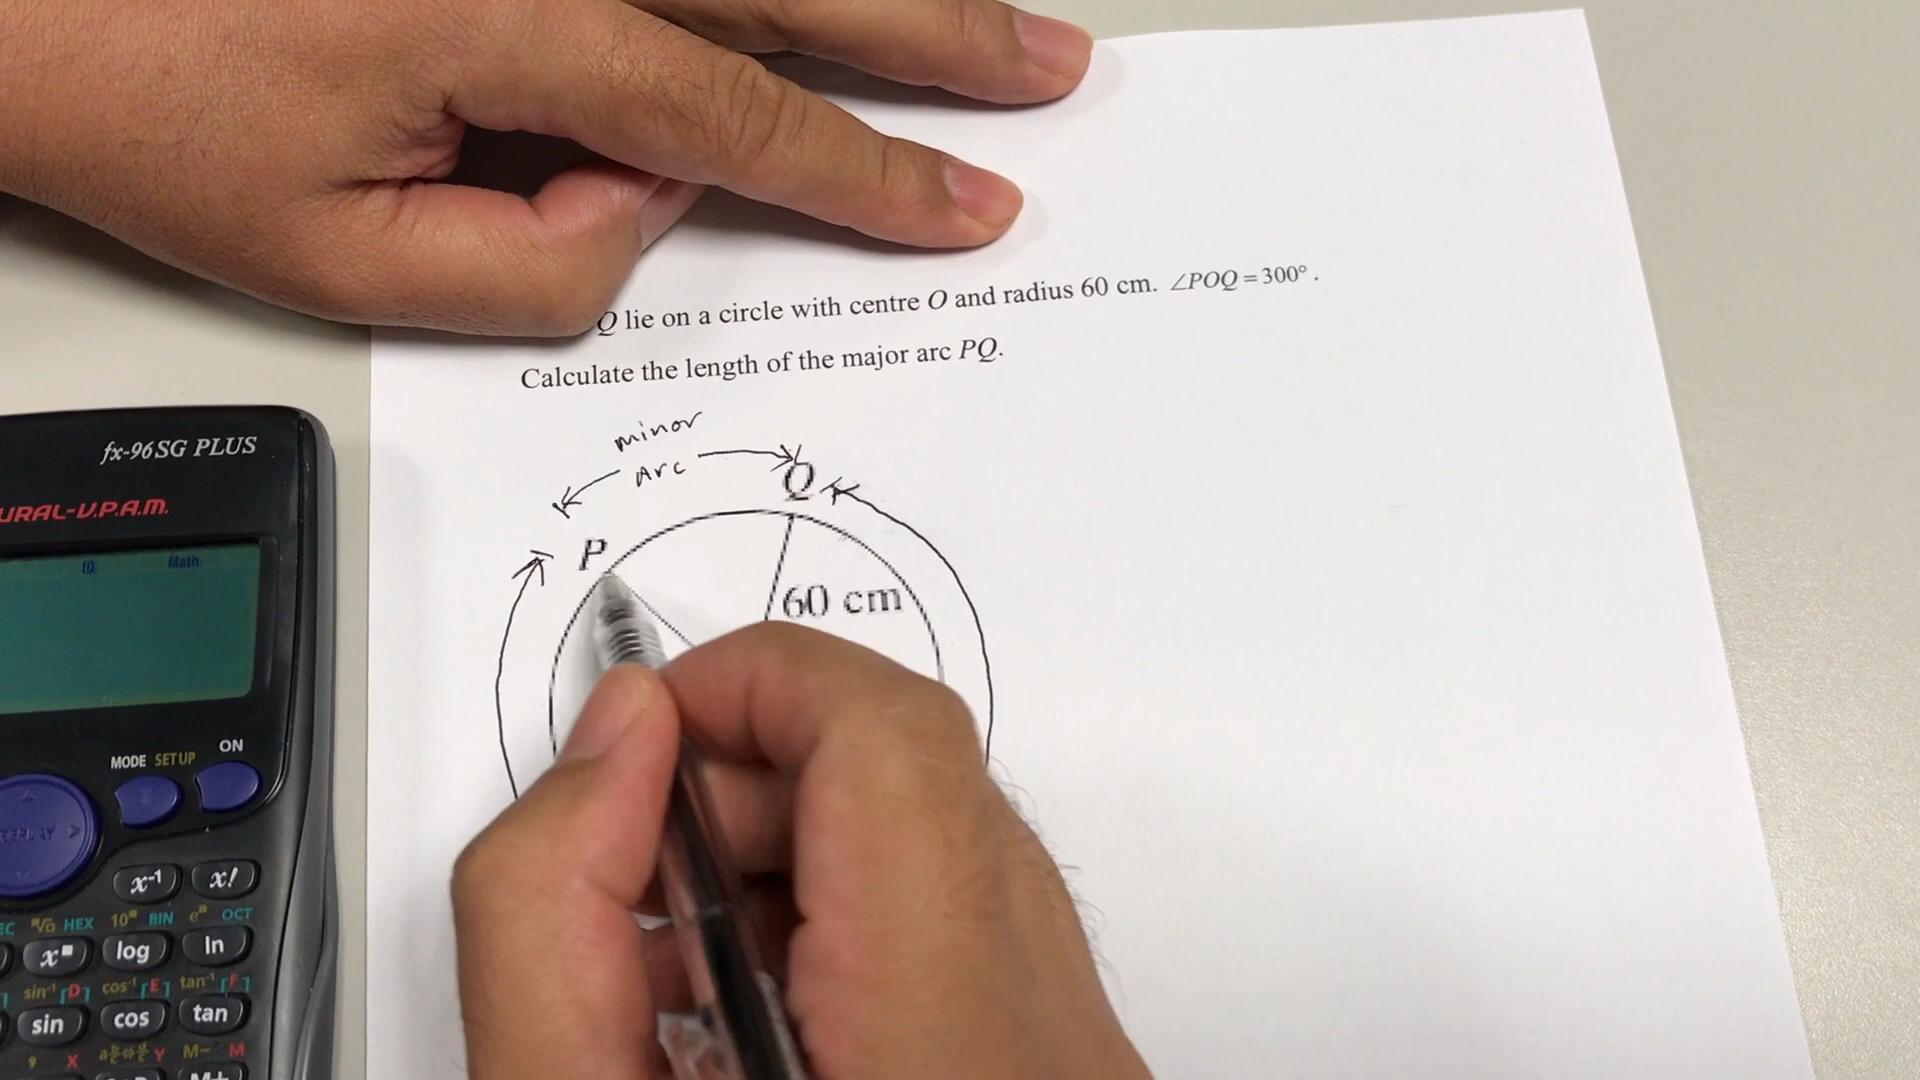 Q lie on a circle with centre O and radius 60 cm. ∠POQ = 300°.
Calculate the length of the major arc PQ.
minor
arc
Q
P
60 cm
fx-96SG PLUS
URAL-V.P.A.M.
Math
MODE SETUP
ON
REPLAY
x⁻¹ x!
HEX 10■ BIN e■ OCT
x■ log ln
sin⁻¹ D cos⁻¹ E tan⁻¹ F
sin cos tan
X Y M− M
M+